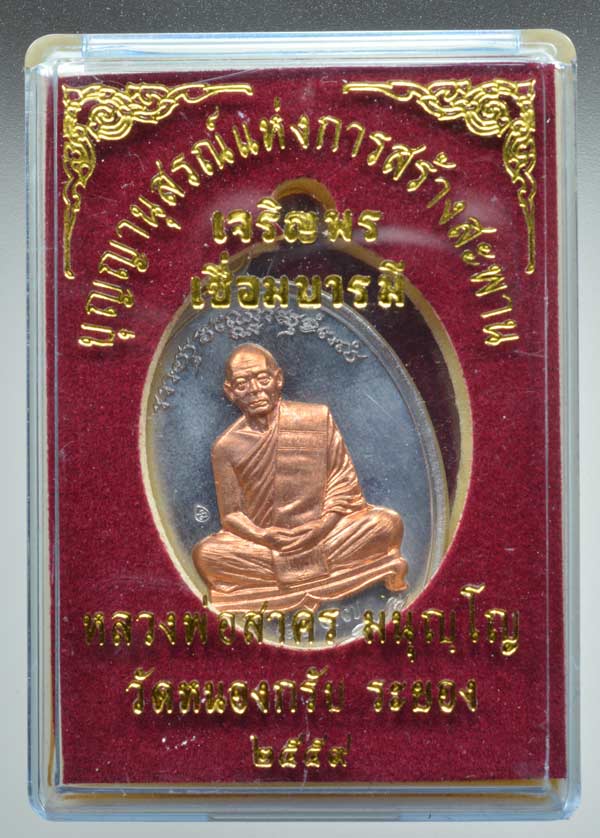 บุญญานุสรณ์แห่งการสร้างสะพาน
เจริญพร
เชื่อมบารมี
หลวงพ่อสาคร มนุญฺโญ
วัดหนองกรับ ระยอง
๒๕๕๙